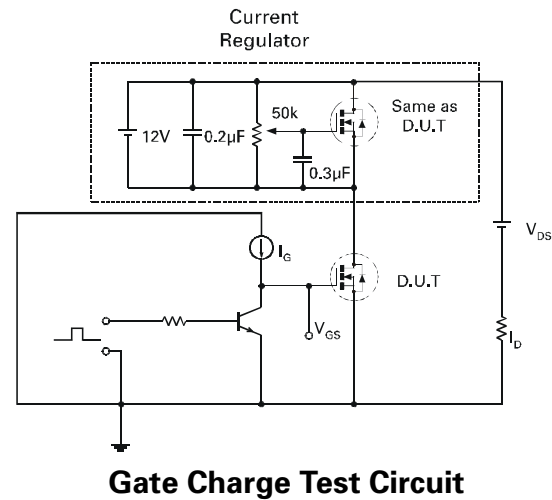 Current
Regulator
12V
0.2µF
50k
0.3µF
Same as
D.U.T
V_DS
I_G
D.U.T
V_GS
I_D
Gate Charge Test Circuit